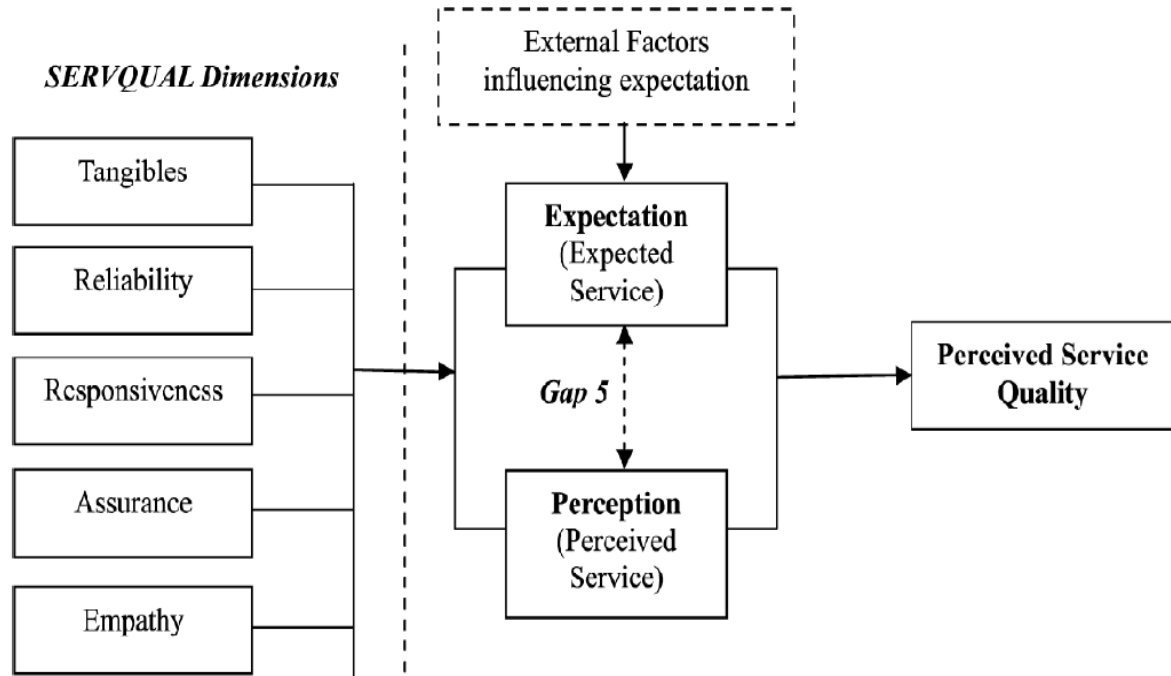 SERVQUAL Dimensions
Tangibles
Reliability
Responsiveness
Assurance
Empathy
External Factors
influencing expectation
Expectation
(Expected
Service)
Gap 5
Perception
(Perceived
Service)
Perceived Service
Quality